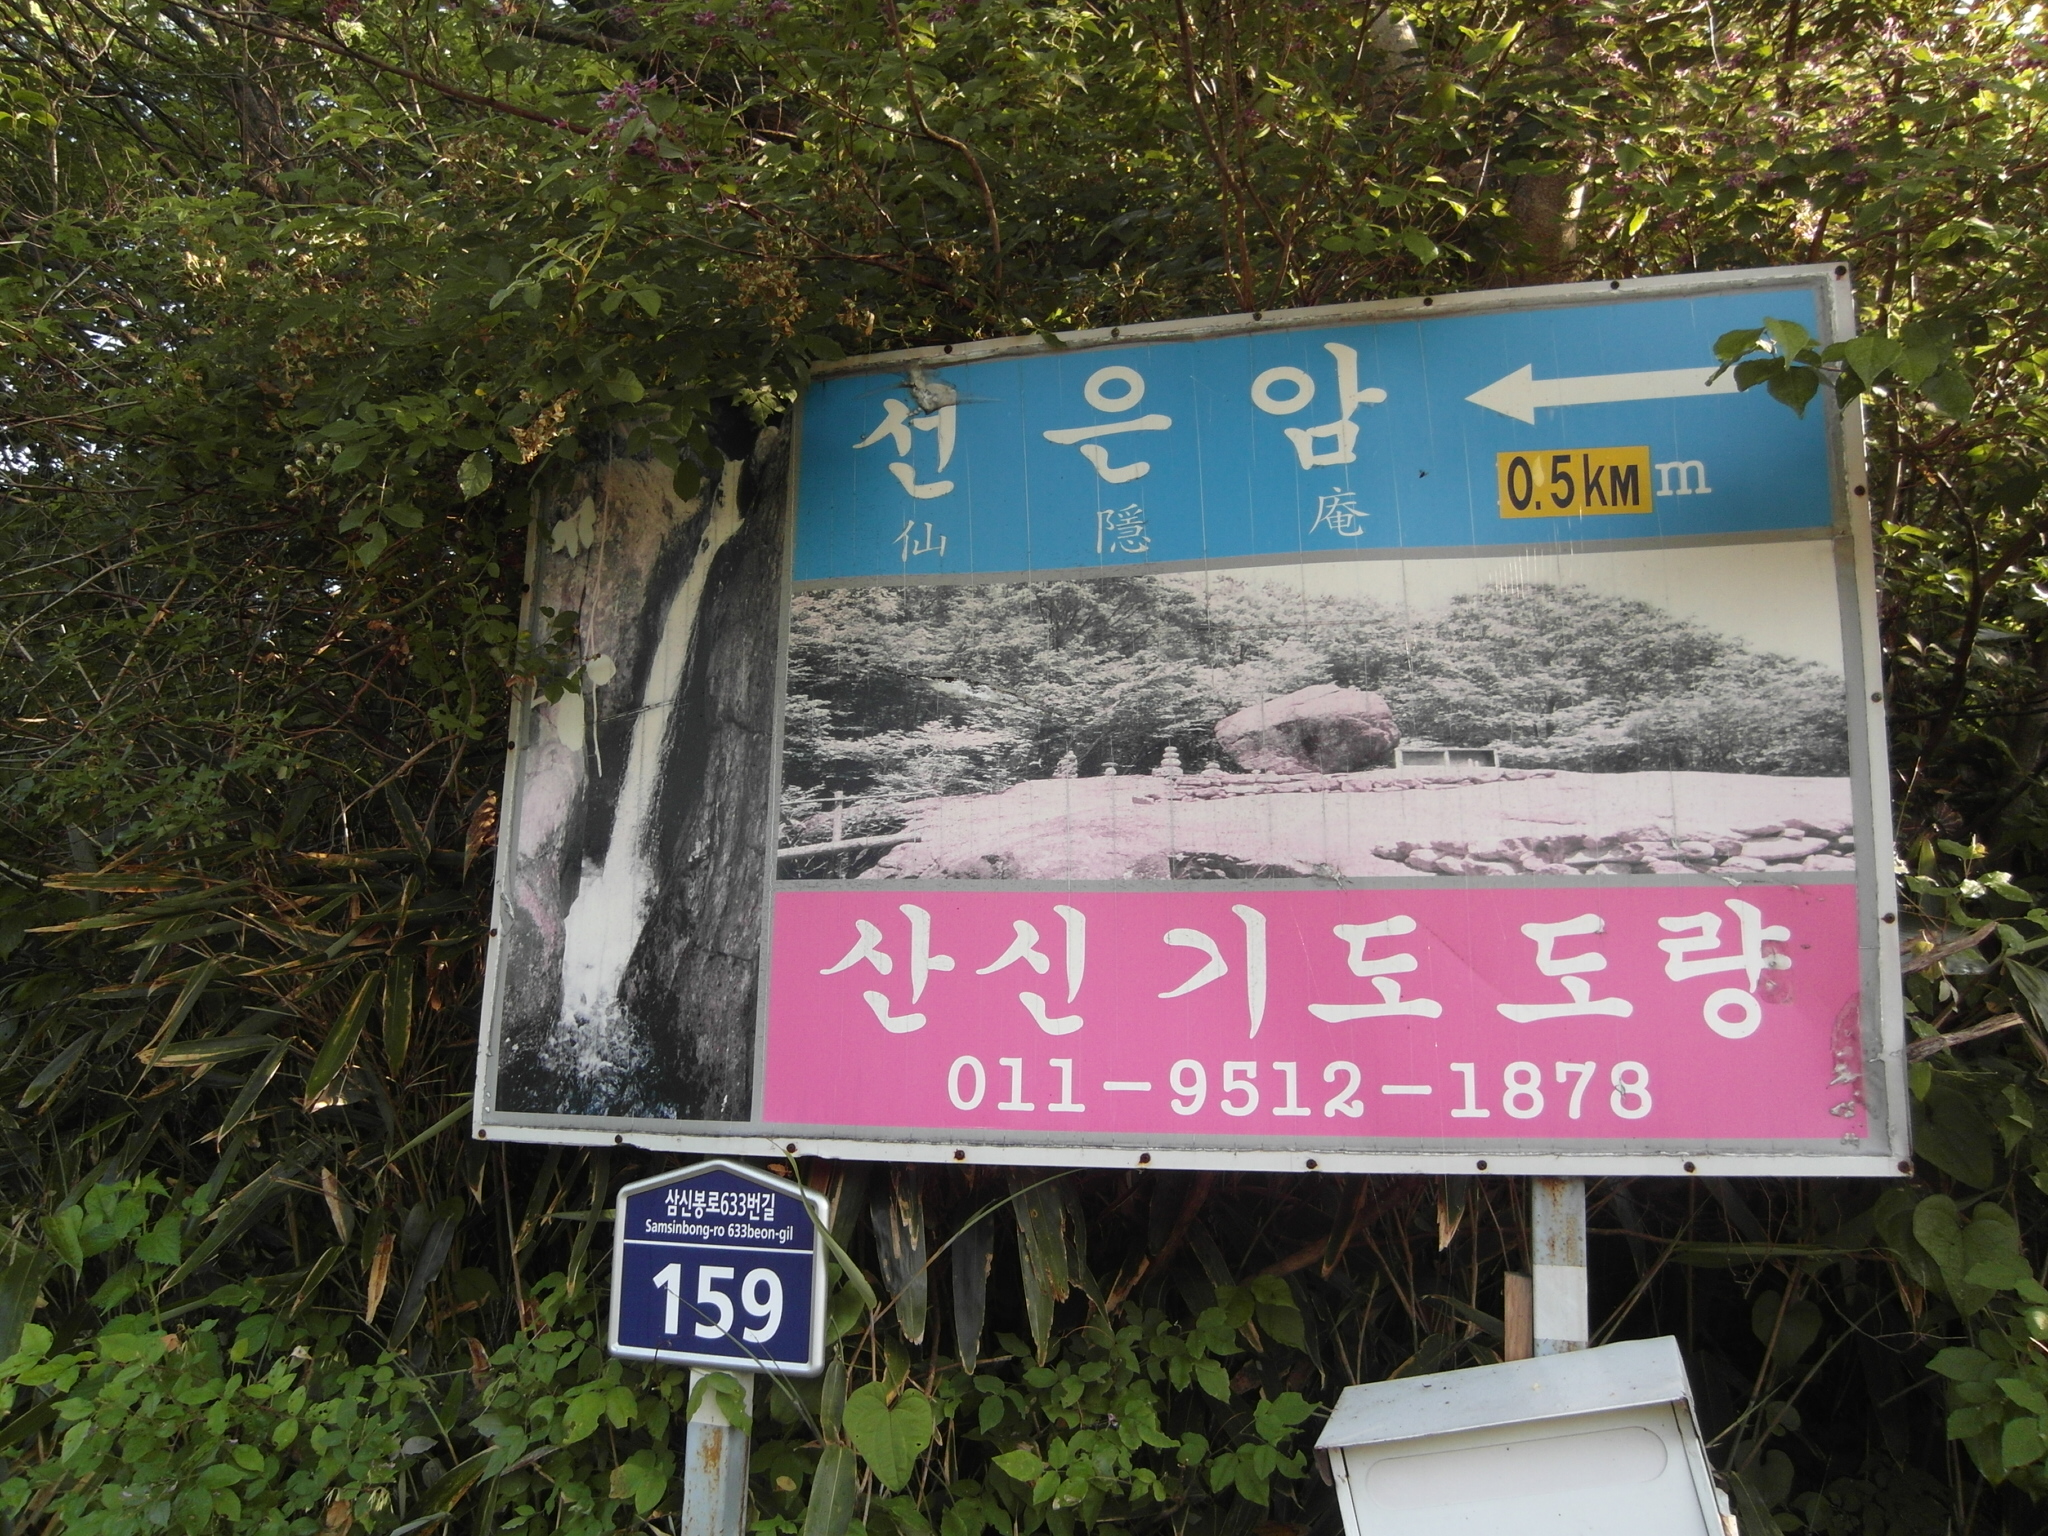 선은암
仙隱庵
0.5KM m
산신 기도 도량
011-9512-1878
삼신봉로633번길
Samsinbong-ro 633beon-gil
159